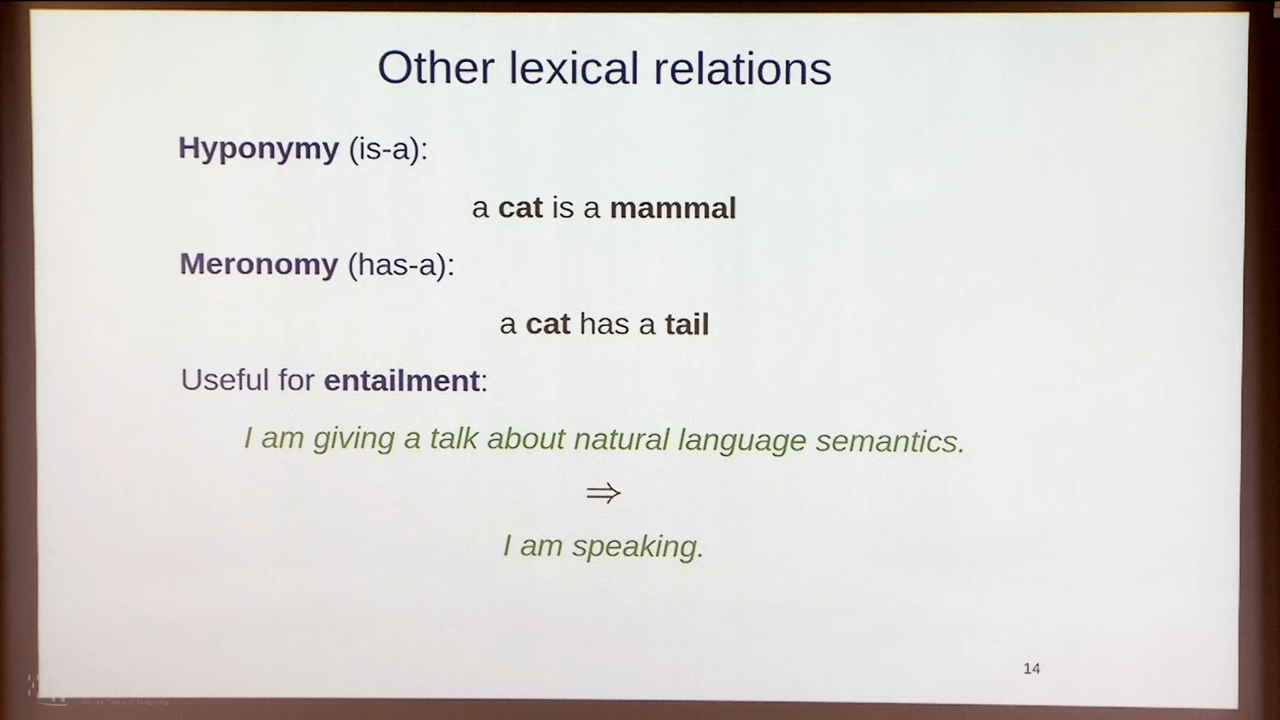 Other lexical relations
Hyponymy (is-a):
a cat is a mammal
Meronomy (has-a):
a cat has a tail
Useful for entailment:
I am giving a talk about natural language semantics.
⇒
I am speaking.
14